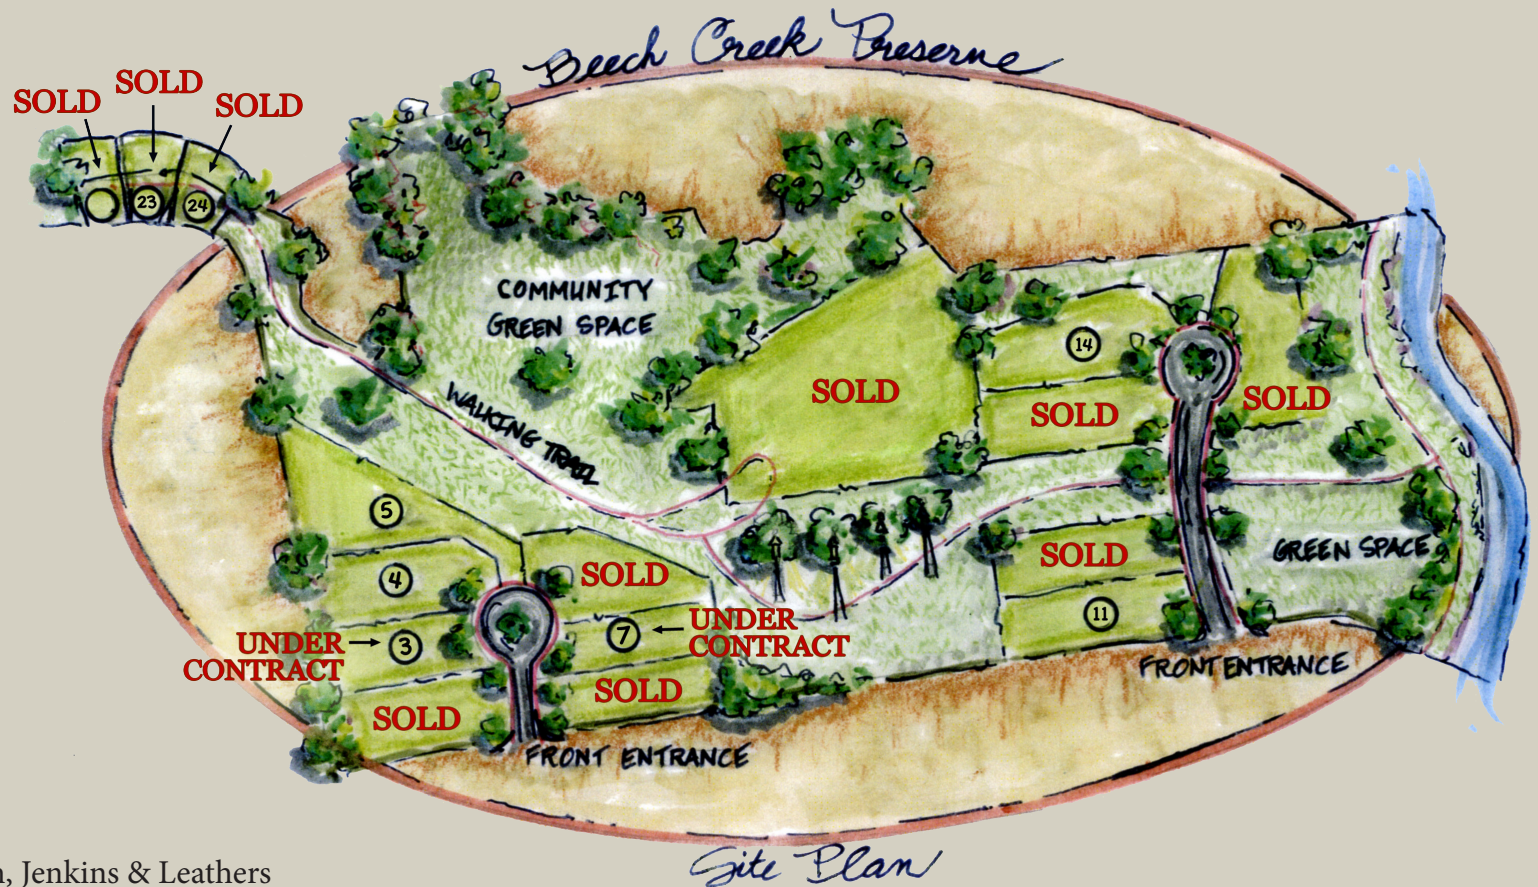 Beech Creek Preserve
SOLD
SOLD
SOLD
23
24
COMMUNITY
GREEN SPACE
WALKING TRAIL
SOLD
14
SOLD
SOLD
5
4
UNDER
CONTRACT
3
SOLD
SOLD
7
UNDER
CONTRACT
SOLD
FRONT ENTRANCE
SOLD
11
GREEN SPACE
FRONT ENTRANCE
Site Plan
, Jenkins & Leathers